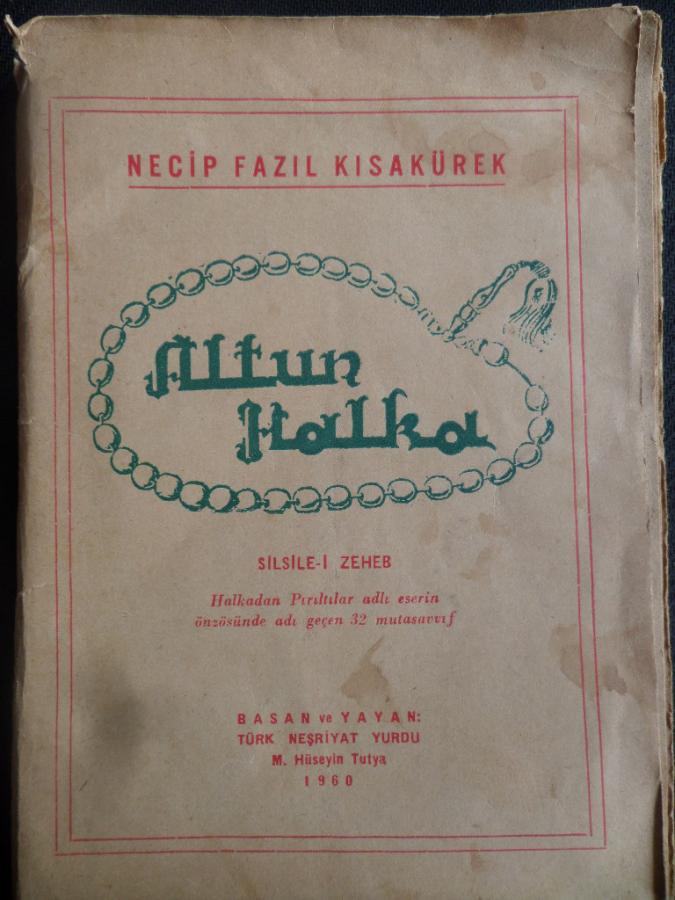 NECİP FAZIL KISAKÜREK
Altun
Halka
SİLSİLE-İ ZEHEB
Halkadan Pırıltılar adlı eserin
önzösünde adı geçen 32 mutasavvıf
BASAN ve YAYAN:
TÜRK NEŞRİYAT YURDU
M. Hüseyin Tutya
1960